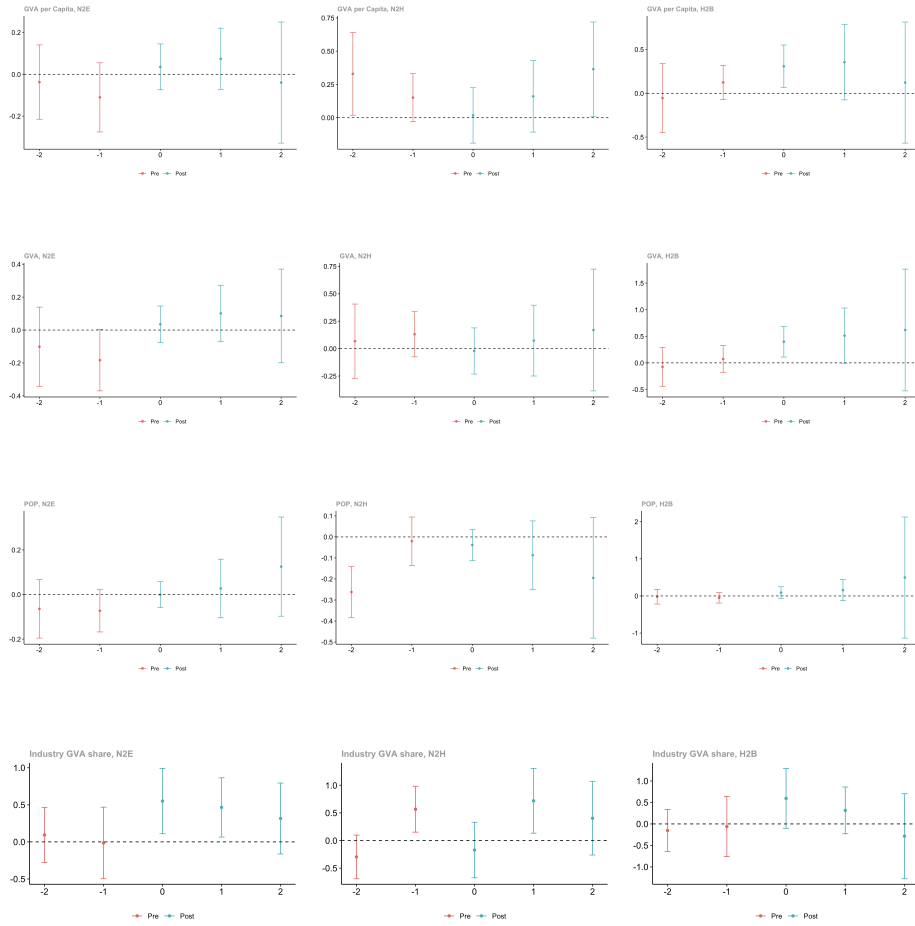 GVA per Capita, N2E
0.2
0.0
-0.2
-2 -1 0 1 2
Pre Post
GVA per Capita, N2H
0.75
0.50
0.25
0.00
-2 -1 0 1 2
Pre Post
GVA per Capita, H2B
0.5
0.0
-0.5
-2 -1 0 1 2
Pre Post
GVA, N2E
0.4
0.2
0.0
-0.2
-0.4
-2 -1 0 1 2
Pre Post
GVA, N2H
0.75
0.50
0.25
0.00
-0.25
-2 -1 0 1 2
Pre Post
GVA, H2B
1.5
1.0
0.5
0.0
-0.5
-2 -1 0 1 2
Pre Post
POP, N2E
0.2
0.0
-0.2
-2 -1 0 1 2
Pre Post
POP, N2H
0.1
0.0
-0.1
-0.2
-0.3
-0.4
-0.5
-2 -1 0 1 2
Pre Post
POP, H2B
2
1
0
-1
-2 -1 0 1 2
Pre Post
Industry GVA share, N2E
1.0
0.5
0.0
-0.5
-2 -1 0 1 2
Pre Post
Industry GVA share, N2H
1.0
0.5
0.0
-0.5
-2 -1 0 1 2
Pre Post
Industry GVA share, H2B
1.0
0.5
0.0
-0.5
-1.0
-2 -1 0 1 2
Pre Post